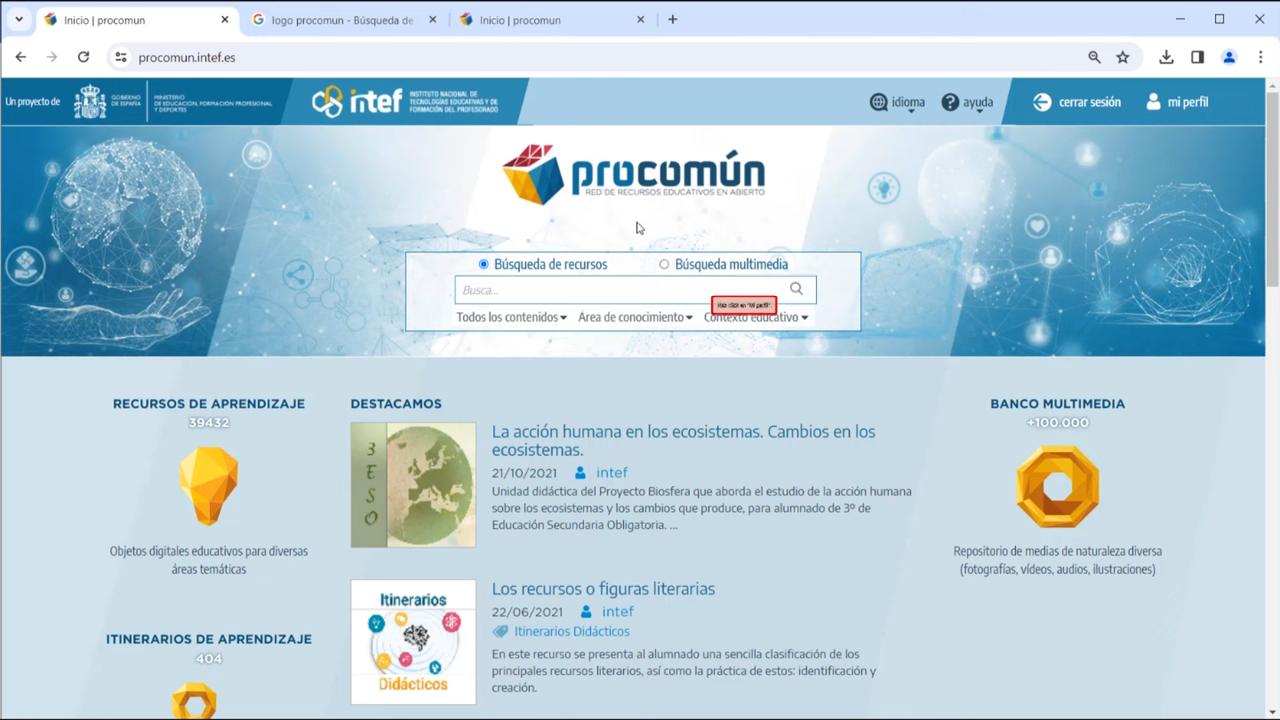 Inicio | procomun
logo procomun - Búsqueda de
Inicio | procomun
procomun.intef.es
Un proyecto de
GOBIERNO
DE ESPAÑA
MINISTERIO
DE EDUCACIÓN, FORMACIÓN PROFESIONAL
Y DEPORTES
intef
INSTITUTO NACIONAL DE
TECNOLOGÍAS EDUCATIVAS Y DE
FORMACIÓN DEL PROFESORADO
idioma
ayuda
cerrar sesión
mi perfil
procomún
RED DE RECURSOS EDUCATIVOS EN ABIERTO
Búsqueda de recursos
Búsqueda multimedia
Busca...
Haz click en "Mi perfil".
Todos los contenidos
Área de conocimiento
Contexto educativo
RECURSOS DE APRENDIZAJE
39432
Objetos digitales educativos para diversas
áreas temáticas
ITINERARIOS DE APRENDIZAJE
404
DESTACAMOS
3
E
S
O
La acción humana en los ecosistemas. Cambios en los
ecosistemas.
21/10/2021 intef
Unidad didáctica del Proyecto Biosfera que aborda el estudio de la acción humana
sobre los ecosistemas y los cambios que produce, para alumnado de 3º de
Educación Secundaria Obligatoria. ...
Itinerarios
Didácticos
Los recursos o figuras literarias
22/06/2021 intef
Itinerarios Didácticos
En este recurso se presenta al alumnado una sencilla clasificación de los
principales recursos literarios, así como la práctica de estos: identificación y
creación.
BANCO MULTIMEDIA
+100.000
Repositorio de medias de naturaleza diversa
(fotografías, vídeos, audios, ilustraciones)